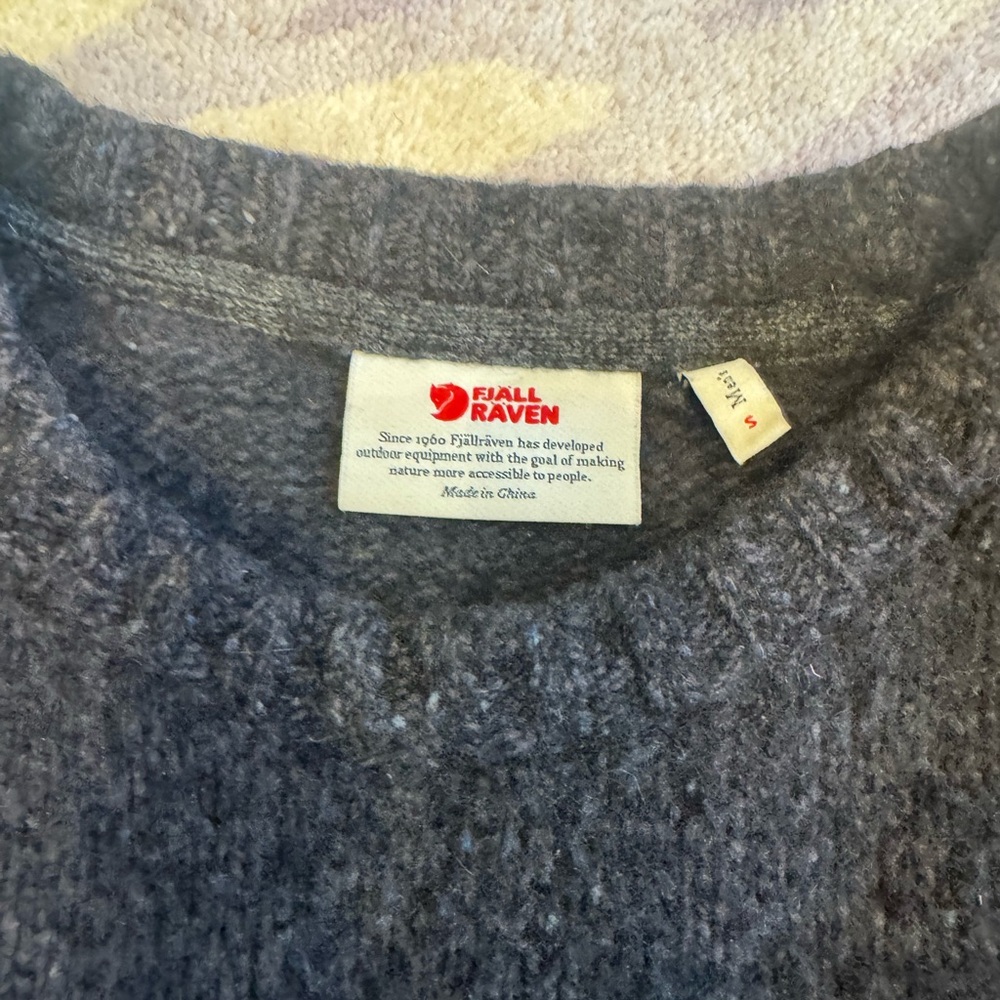 FJÄLL
RÄVEN
Since 1960 Fjällräven has developed
outdoor equipment with the goal of making
nature more accessible to people.
Made in China
Men's
S